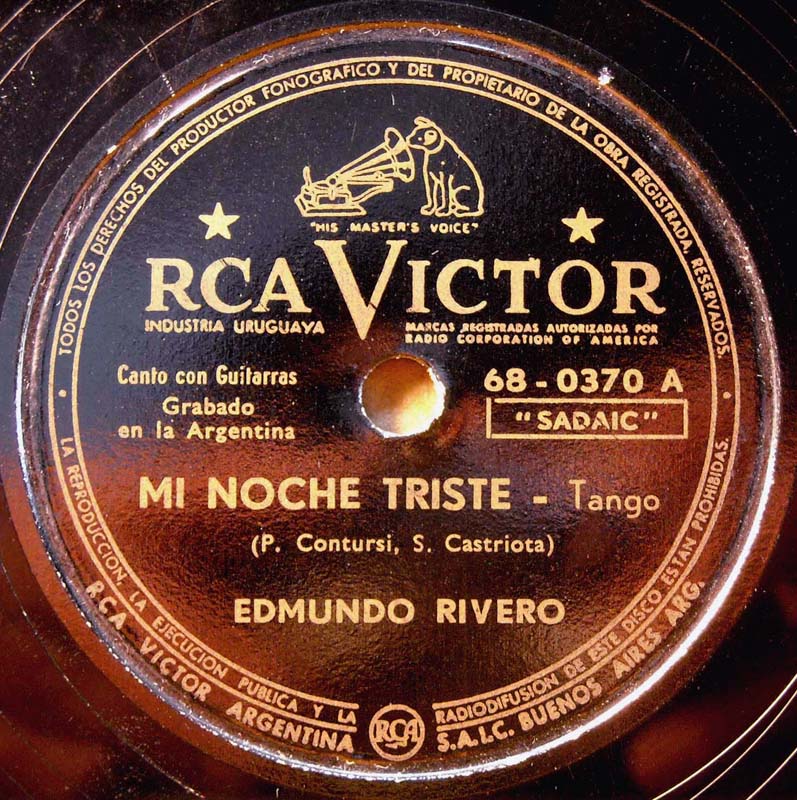 TODOS LOS DERECHOS DEL PRODUCTOR FONOGRAFICO Y DEL PROPIETARIO DE LA OBRA REGISTRADA, RESERVADOS.
"HIS MASTER'S VOICE"
RCA VICTOR
INDUSTRIA URUGUAYA
MARCAS REGISTRADAS AUTORIZADAS POR
RADIO CORPORATION OF AMERICA
Canto con Guitarras
Grabado
en la Argentina
68 - 0370 A
"SADAIC"
MI NOCHE TRISTE - Tango
(P. Contursi, S. Castriota)
EDMUNDO RIVERO
LA REPRODUCCION, LA EJECUCION PUBLICA Y LA RADIODIFUSION DE ESTE DISCO ESTAN PROHIBIDAS.
RCA VICTOR ARGENTINA RCA S.A.I.C. BUENOS AIRES ARG.